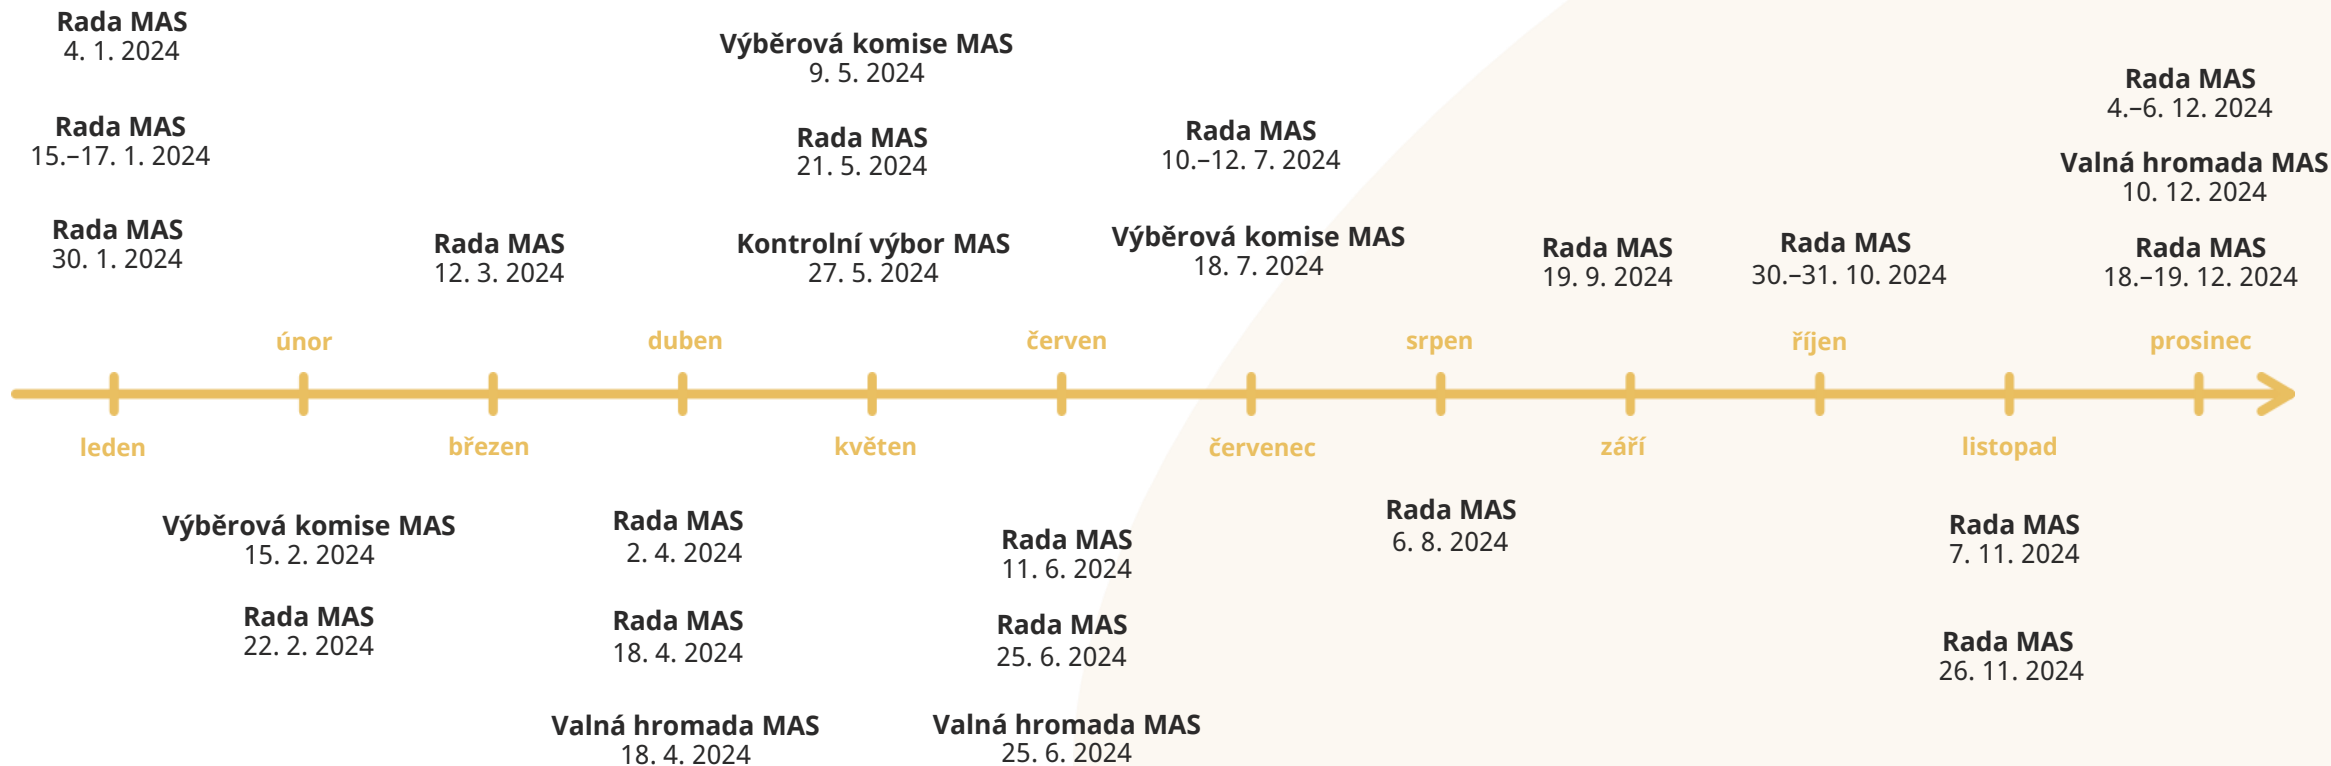 Rada MAS
4. 1. 2024
Rada MAS
15.–17. 1. 2024
Rada MAS
30. 1. 2024
Rada MAS
12. 3. 2024
Výběrová komise MAS
9. 5. 2024
Rada MAS
21. 5. 2024
Kontrolní výbor MAS
27. 5. 2024
Rada MAS
10.–12. 7. 2024
Výběrová komise MAS
18. 7. 2024
Rada MAS
19. 9. 2024
Rada MAS
30.–31. 10. 2024
Rada MAS
4.–6. 12. 2024
Valná hromada MAS
10. 12. 2024
Rada MAS
18.–19. 12. 2024
únor
duben
červen
srpen
říjen
prosinec
leden
březen
květen
červenec
září
listopad
Výběrová komise MAS
15. 2. 2024
Rada MAS
22. 2. 2024
Rada MAS
2. 4. 2024
Rada MAS
18. 4. 2024
Valná hromada MAS
18. 4. 2024
Rada MAS
11. 6. 2024
Rada MAS
25. 6. 2024
Valná hromada MAS
25. 6. 2024
Rada MAS
6. 8. 2024
Rada MAS
7. 11. 2024
Rada MAS
26. 11. 2024